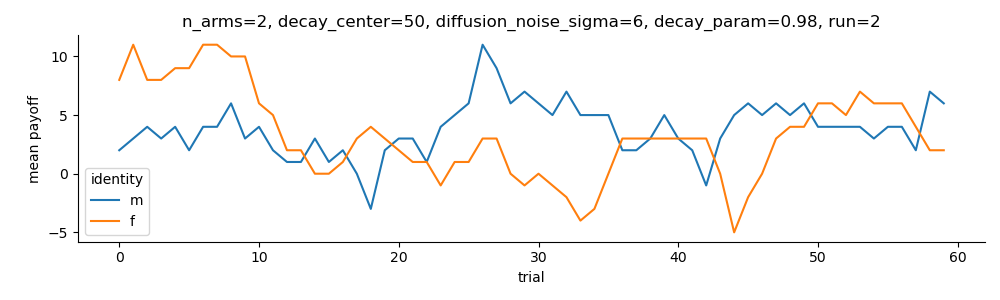 n_arms=2, decay_center=50, diffusion_noise_sigma=6, decay_param=0.98, run=2
mean payoff
10
5
0
−5
identity
m
f
0 10 20 30 40 50 60
trial